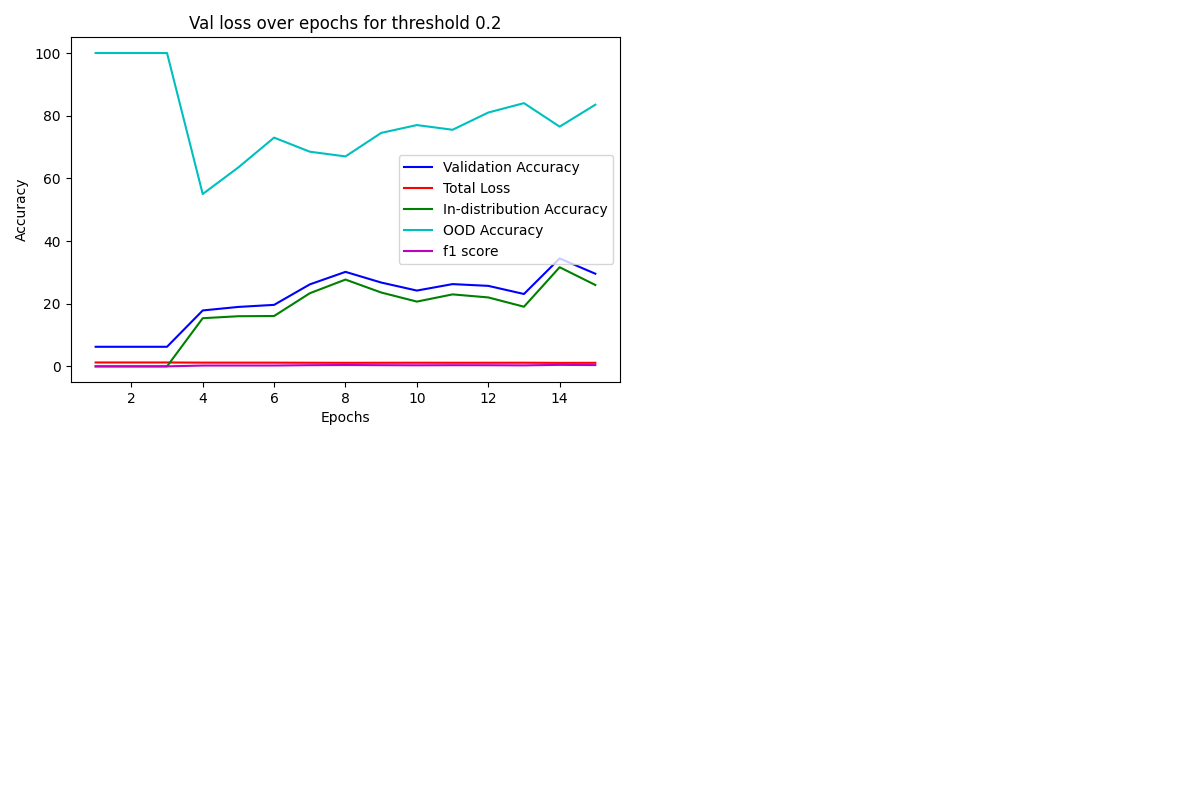 Val loss over epochs for threshold 0.2
100
80
60
40
20
0
Accuracy
Validation Accuracy
Total Loss
In-distribution Accuracy
OOD Accuracy
f1 score
2 4 6 8 10 12 14
Epochs